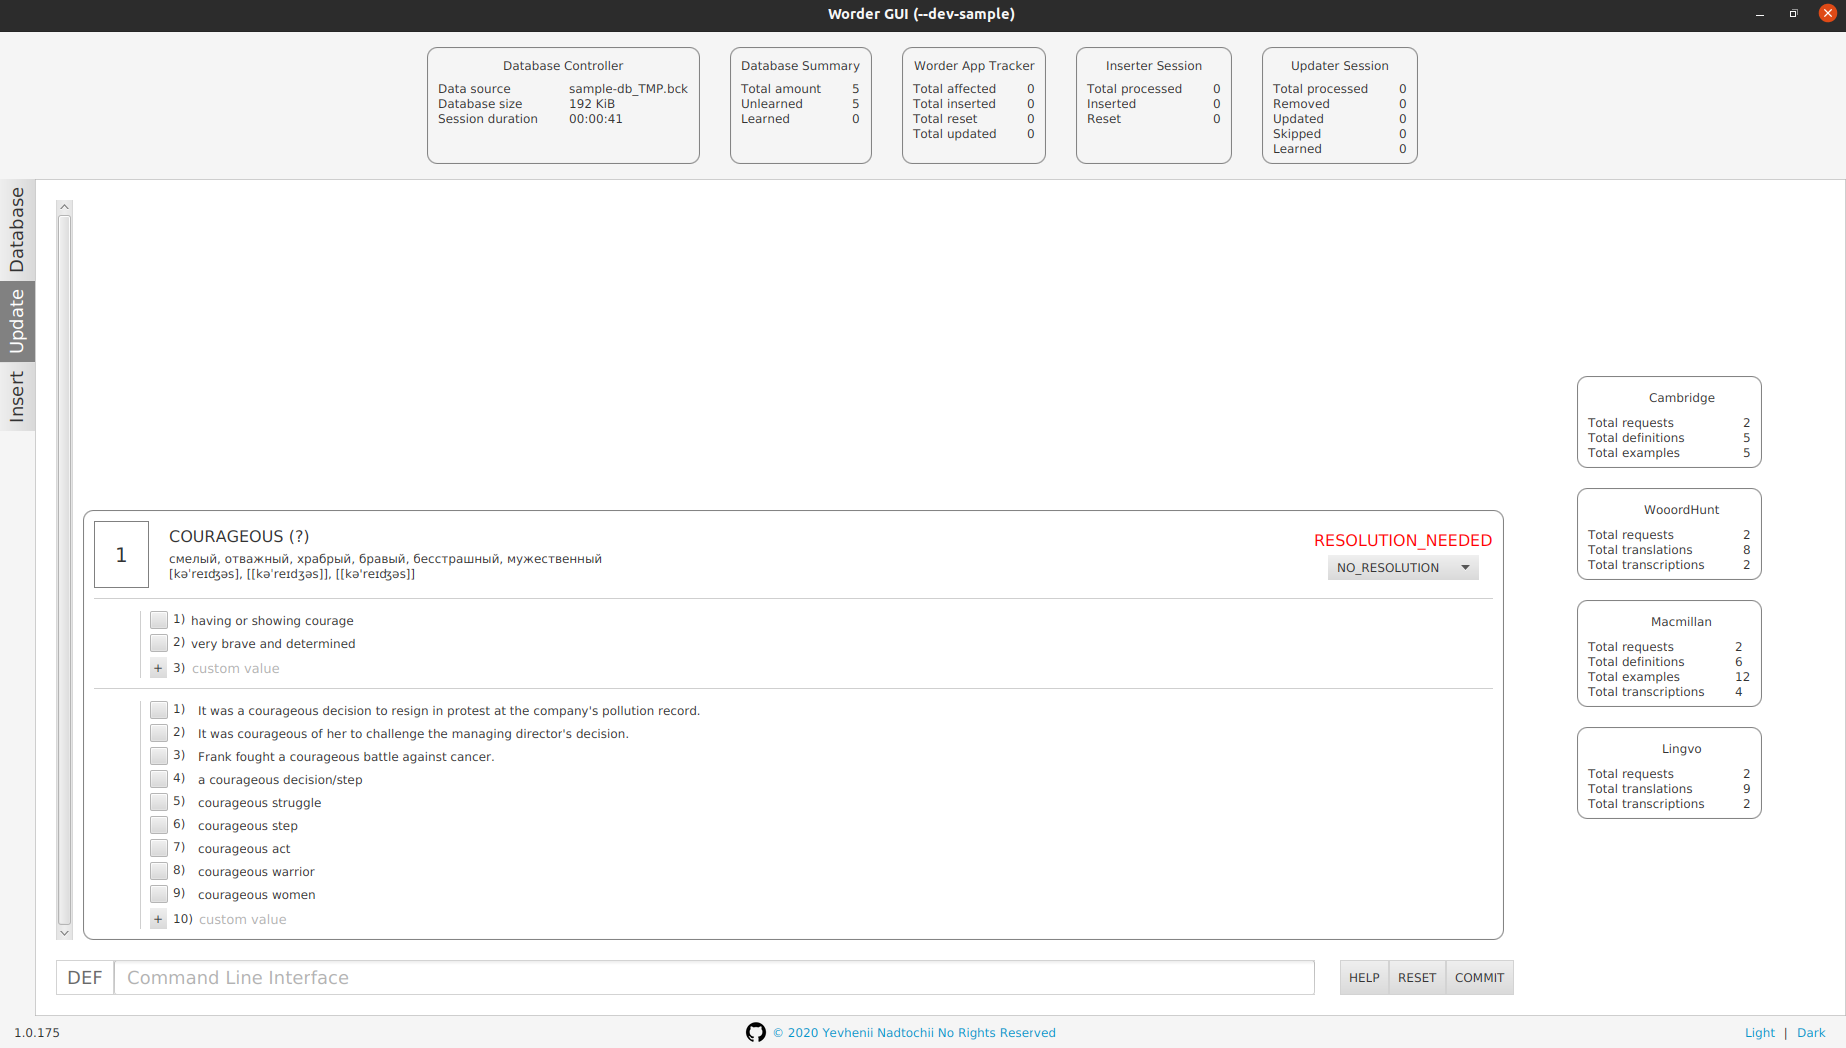 Worder GUI (--dev-sample)
Database Controller
Data source sample-db_TMP.bck
Database size 192 KiB
Session duration 00:00:41
Database Summary
Total amount 5
Unlearned 5
Learned 0
Worder App Tracker
Total affected 0
Total inserted 0
Total reset 0
Total updated 0
Inserter Session
Total processed 0
Inserted 0
Reset 0
Updater Session
Total processed 0
Removed 0
Updated 0
Skipped 0
Learned 0
Database
Update
Insert
1
COURAGEOUS (?)
смелый, отважный, храбрый, бравый, бесстрашный, мужественный
[kəˈreɪʤəs], [[kəˈreɪdʒəs]], [[kə'reɪʤəs]]
RESOLUTION_NEEDED
NO_RESOLUTION
1) having or showing courage
2) very brave and determined
+ 3) custom value
1) It was a courageous decision to resign in protest at the company's pollution record.
2) It was courageous of her to challenge the managing director's decision.
3) Frank fought a courageous battle against cancer.
4) a courageous decision/step
5) courageous struggle
6) courageous step
7) courageous act
8) courageous warrior
9) courageous women
+ 10) custom value
Cambridge
Total requests 2
Total definitions 5
Total examples 5
WooordHunt
Total requests 2
Total translations 8
Total transcriptions 2
Macmillan
Total requests 2
Total definitions 6
Total examples 12
Total transcriptions 4
Lingvo
Total requests 2
Total translations 9
Total transcriptions 2
DEF Command Line Interface
HELP RESET COMMIT
1.0.175
© 2020 Yevhenii Nadtochii No Rights Reserved
Light | Dark